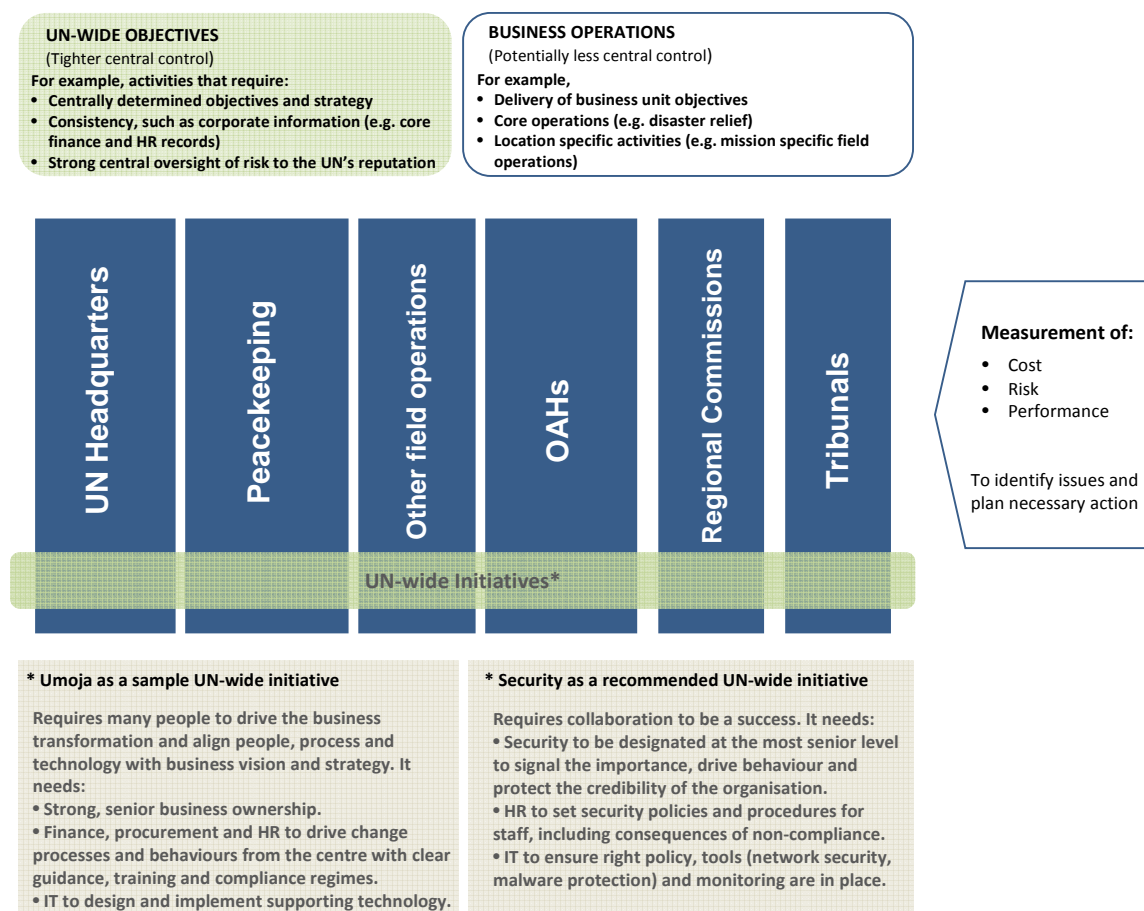 UN-WIDE OBJECTIVES
(Tighter central control)
For example, activities that require:
• Centrally determined objectives and strategy
• Consistency, such as corporate information (e.g. core
finance and HR records)
• Strong central oversight of risk to the UN's reputation
BUSINESS OPERATIONS
(Potentially less central control)
For example,
• Delivery of business unit objectives
• Core operations (e.g. disaster relief)
• Location specific activities (e.g. mission specific field
operations)
UN Headquarters
Peacekeeping
Other field operations
OAHs
Regional Commissions
Tribunals
UN-wide Initiatives*
Measurement of:
• Cost
• Risk
• Performance
To identify issues and
plan necessary action
* Umoja as a sample UN-wide initiative
Requires many people to drive the business
transformation and align people, process and
technology with business vision and strategy. It
needs:
• Strong, senior business ownership.
• Finance, procurement and HR to drive change
processes and behaviours from the centre with clear
guidance, training and compliance regimes.
• IT to design and implement supporting technology.
* Security as a recommended UN-wide initiative
Requires collaboration to be a success. It needs:
• Security to be designated at the most senior level
to signal the importance, drive behaviour and
protect the credibility of the organisation.
• HR to set security policies and procedures for
staff, including consequences of non-compliance.
• IT to ensure right policy, tools (network security,
malware protection) and monitoring are in place.